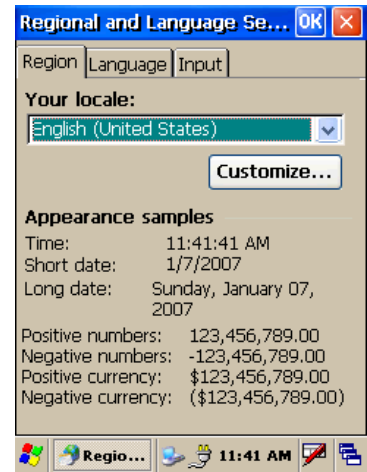 Regional and Language Se... OK
Region Language Input
Your locale:
English (United States)
Customize...
Appearance samples
Time: 11:41:41 AM
Short date: 1/7/2007
Long date: Sunday, January 07,
2007
Positive numbers: 123,456,789.00
Negative numbers: -123,456,789.00
Positive currency: $123,456,789.00
Negative currency: ($123,456,789.00)
Regio... 11:41 AM